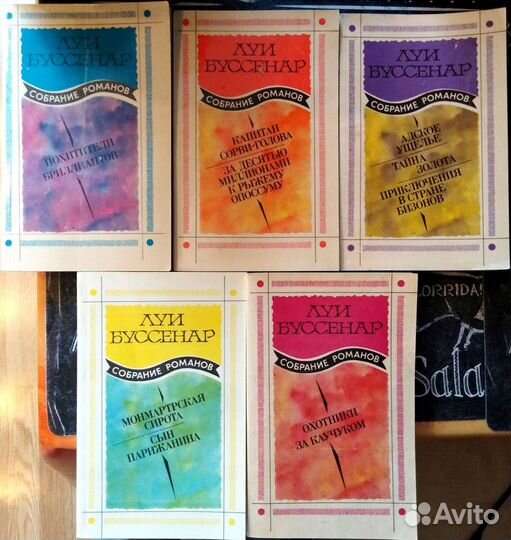 ЛУИ
БУССЕНАР
СОБРАНИЕ РОМАНОВ
ПОХИТИТЕЛИ
БРИЛЛИАНТОВ
ЛУИ
БУССЕНАР
СОБРАНИЕ РОМАНОВ
КАПИТАН
СОРВИ-ГОЛОВА
ЗА ДЕСЯТЬЮ
МИЛЛИОНАМИ
К РЫЖЕМУ
ОПОССУМУ
ЛУИ
БУССЕНАР
СОБРАНИЕ РОМАНОВ
АДСКОЕ
УЩЕЛЬЕ
ТАЙНА
ЗОЛОТА
ПРИКЛЮЧЕНИЯ
В СТРАНЕ
БИЗОНОВ
ЛУИ
БУССЕНАР
СОБРАНИЕ РОМАНОВ
МОНМАРТРСКАЯ
СИРОТА
СЫН
ПАРИЖАНИНА
ЛУИ
БУССЕНАР
СОБРАНИЕ РОМАНОВ
ОХОТНИКИ
ЗА КАУЧУКОМ
LORRIDA
Sala
Avito